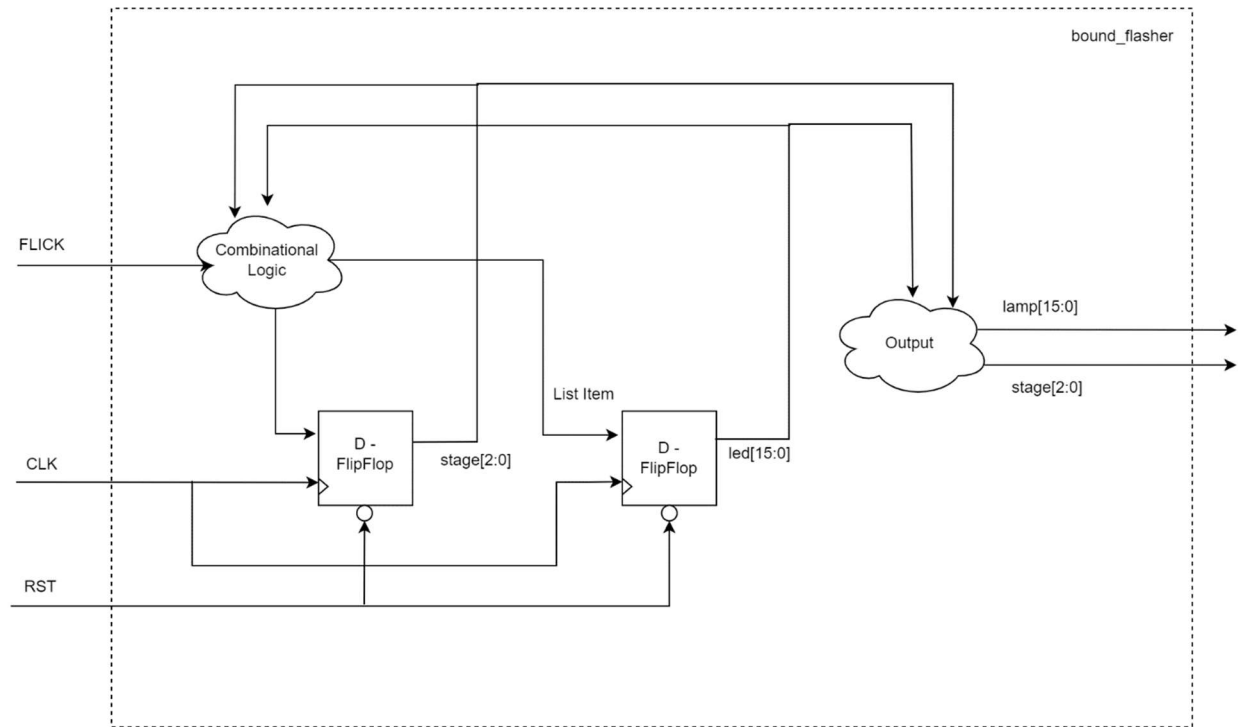 bound_flasher
FLICK
Combinational
Logic
lamp[15:0]
Output
stage[2:0]
List Item
D -
FlipFlop
stage[2:0]
D -
FlipFlop
led[15:0]
CLK
RST